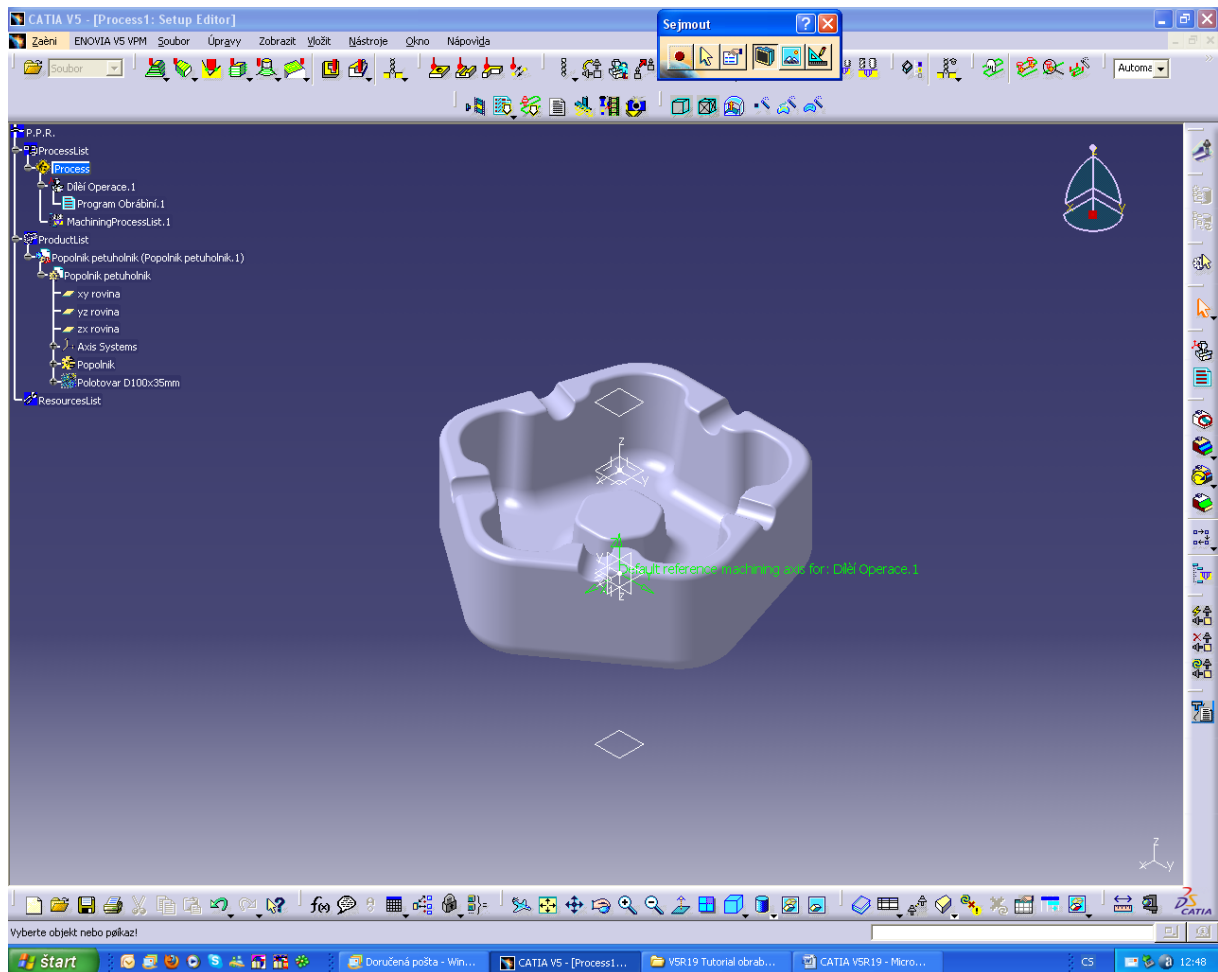 CATIA V5 - [Process1: Setup Editor]
Sejmout
Zaèni ENOVIA V5 VPM Soubor Úpravy Zobrazit Vložit Nástroje Okno Nápovìda
Soubor
Automa
P.P.R.
ProcessList
Process
Dílèí Operace.1
Program Obrábìní.1
MachiningProcessList.1
ProductList
Popolnik petuholnik (Popolnik petuholnik.1)
Popolnik petuholnik
xy rovina
yz rovina
zx rovina
Axis Systems
Popolnik
Polotovar D100x35mm
ResourcesList
z
x y
Default reference machining axis for: Dílèí Operace.1
z
x y
f(x)
CATIA
Vyberte objekt nebo pøíkaz!
štart
Doručená pošta - Win...
CATIA V5 - [Process1...
V5R19 Tutorial obrab...
CATIA V5R19 - Micro...
CS
12:48